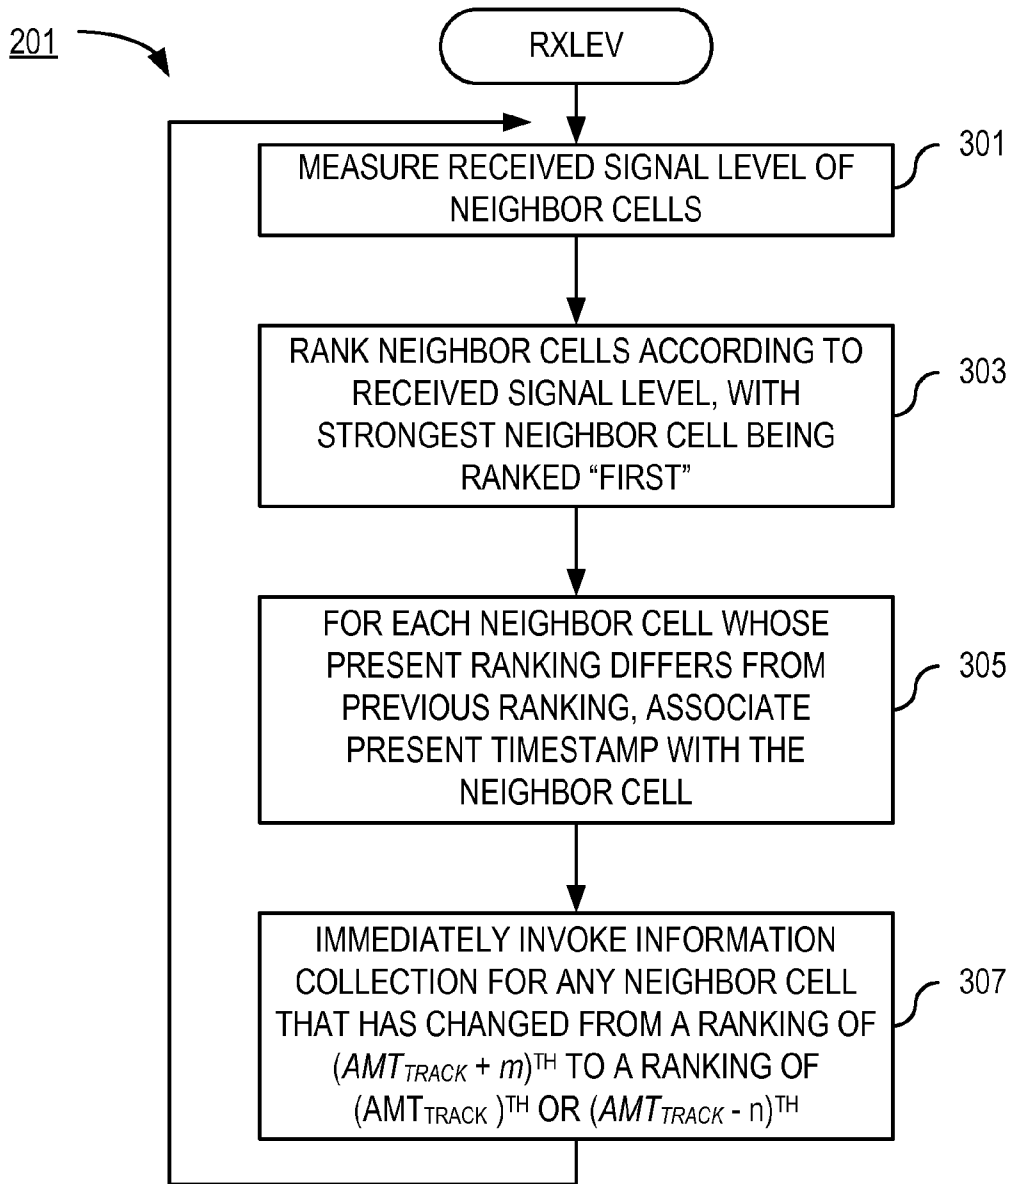 201
RXLEV
MEASURE RECEIVED SIGNAL LEVEL OF
NEIGHBOR CELLS
301
RANK NEIGHBOR CELLS ACCORDING TO
RECEIVED SIGNAL LEVEL, WITH
STRONGEST NEIGHBOR CELL BEING
RANKED “FIRST”
303
FOR EACH NEIGHBOR CELL WHOSE
PRESENT RANKING DIFFERS FROM
PREVIOUS RANKING, ASSOCIATE
PRESENT TIMESTAMP WITH THE
NEIGHBOR CELL
305
IMMEDIATELY INVOKE INFORMATION
COLLECTION FOR ANY NEIGHBOR CELL
THAT HAS CHANGED FROM A RANKING OF
(AMTTRACK + m)TH TO A RANKING OF
(AMTTRACK )TH OR (AMTTRACK - n)TH
307